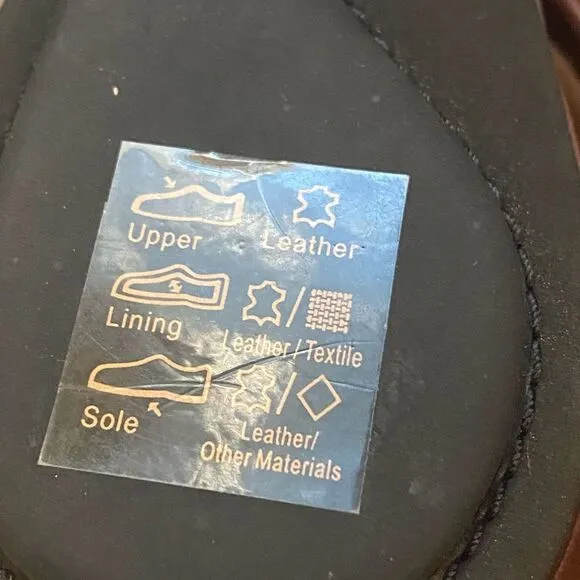 Upper Leather
Lining Leather / Textile
Sole Leather/
Other Materials